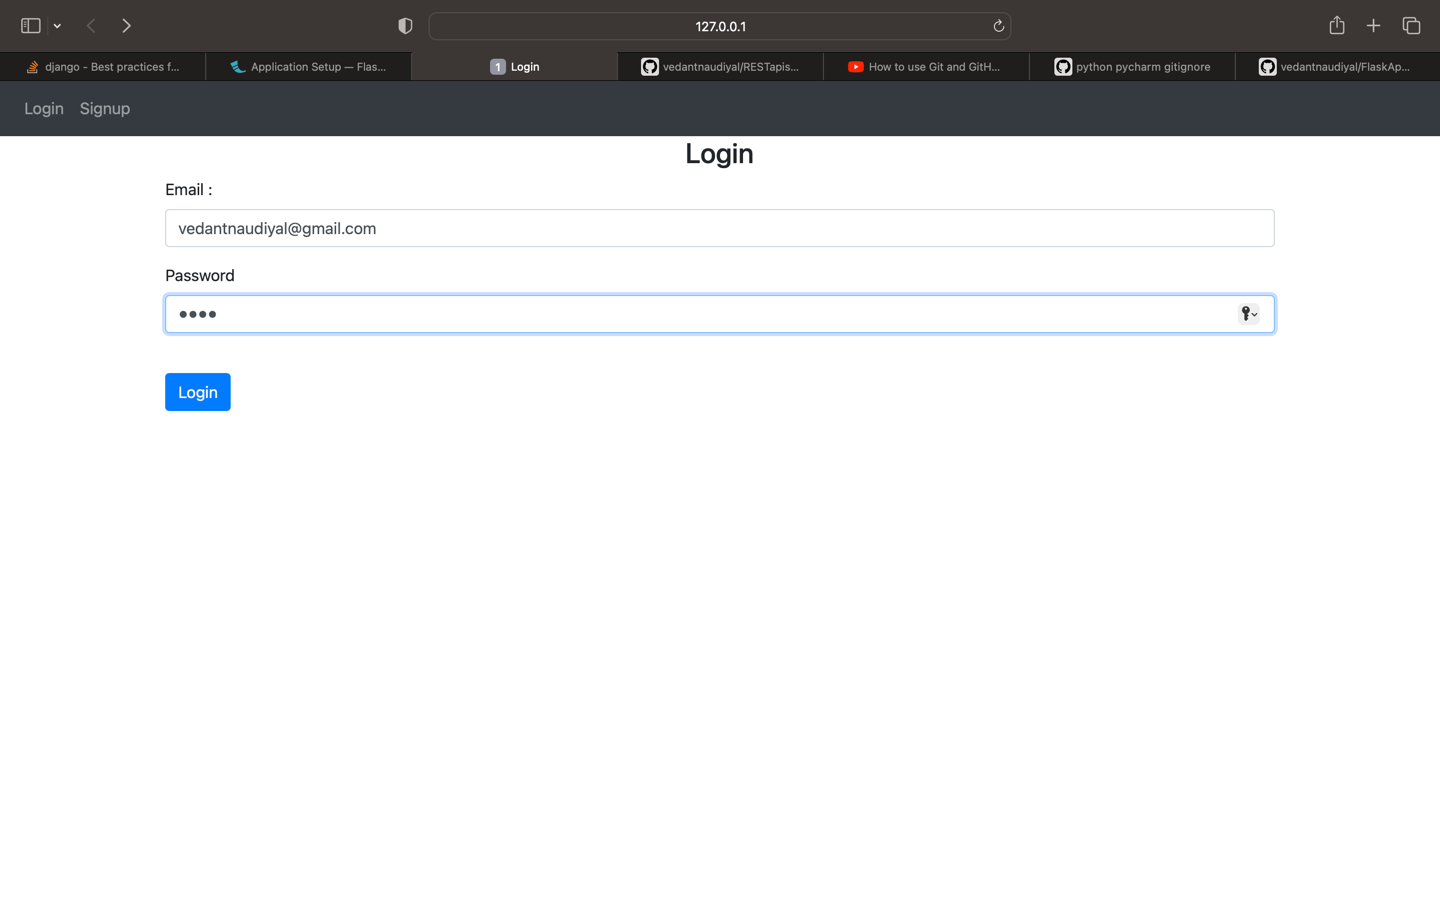 127.0.0.1
django - Best practices f...
Application Setup — Flas...
1 Login
vedantnaudiyal/RESTapis...
How to use Git and GitH...
python pycharm gitignore
vedantnaudiyal/FlaskAp...
Login Signup
Login
Email :
vedantnaudiyal@gmail.com
Password
••••
Login